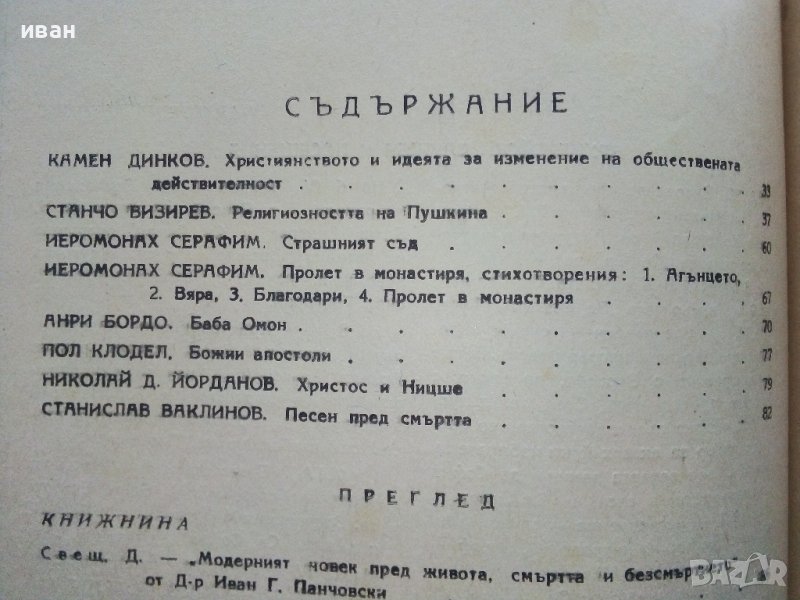 иван
СЪДЪРЖАНИЕ
КАМЕН ДИНКОВ. Християнството и идеята за изменение на обществената
действителност . . . . . . . . . . 33
СТАНЧО ВИЗИРЕВ. Религиозността на Пушкина . . . . . . 37
ИЕРОМОНАХ СЕРАФИМ. Страшният съд . . . . . . . 60
ИЕРОМОНАХ СЕРАФИМ. Пролет в монастиря, стихотворения: 1. Агънцето,
2. Вяра, 3. Благодари, 4. Пролет в монастиря . . . . 67
АНРИ БОРДО. Баба Омон . . . . . . . . . . 70
ПОЛ КЛОДЕЛ. Божии апостоли . . . . . . . . . 77
НИКОЛАЙ Д. ЙОРДАНОВ. Христос и Ницше . . . . . . 79
СТАНИСЛАВ ВАКЛИНОВ. Песен пред смъртта . . . . . . 82
ПРЕГЛЕД
КНИЖНИНА
Свещ. Д. — „Модерният човек пред живота, смъртта и безсмъртието“
от Д-р Иван Г. Панчовски . . . . . . .
BAZAR